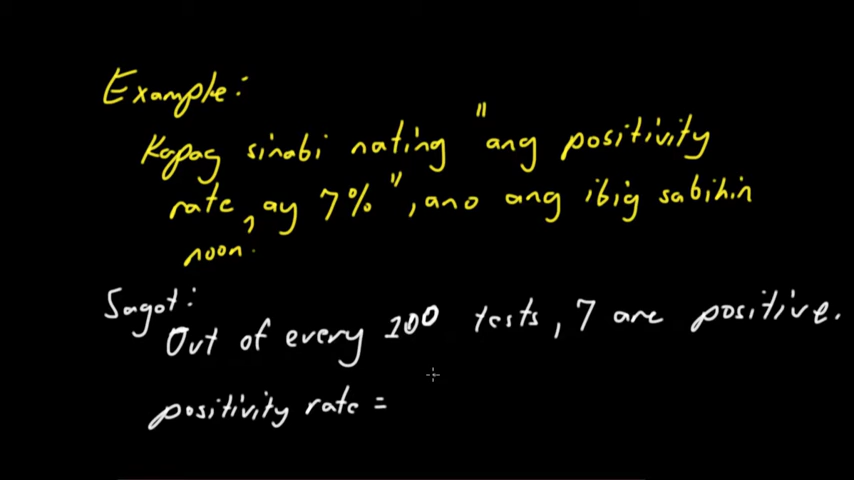 Example:
Kapag sinabi nating "ang positivity
rate, ay 7%", ano ang ibig sabihin
noon.
Sagot:
Out of every 100 tests, 7 are positive.
positivity rate =